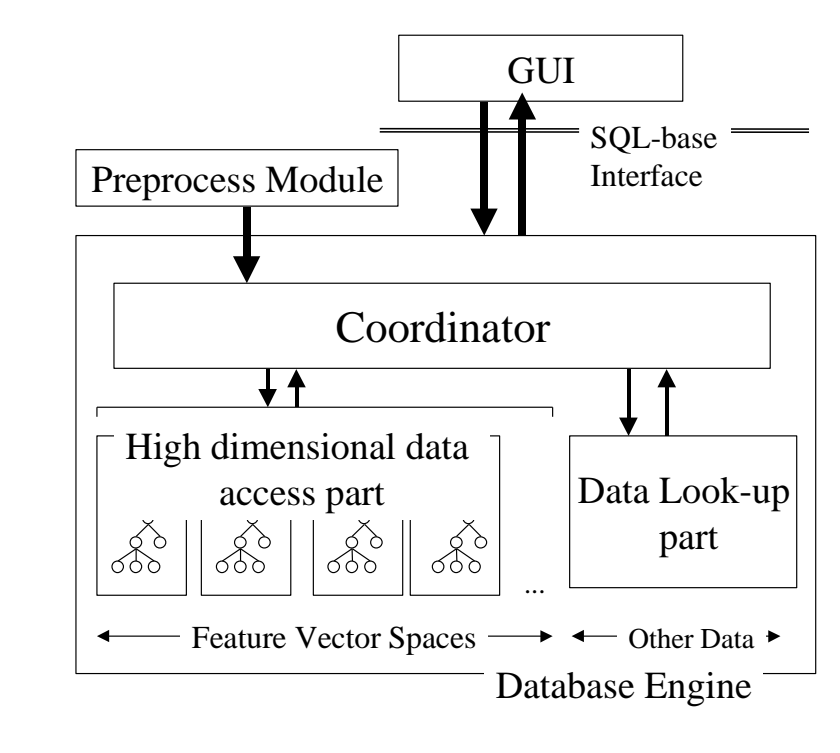 GUI
SQL-base
Interface
Preprocess Module
Coordinator
High dimensional data
access part
Data Look-up
part
...
Feature Vector Spaces
Other Data
Database Engine